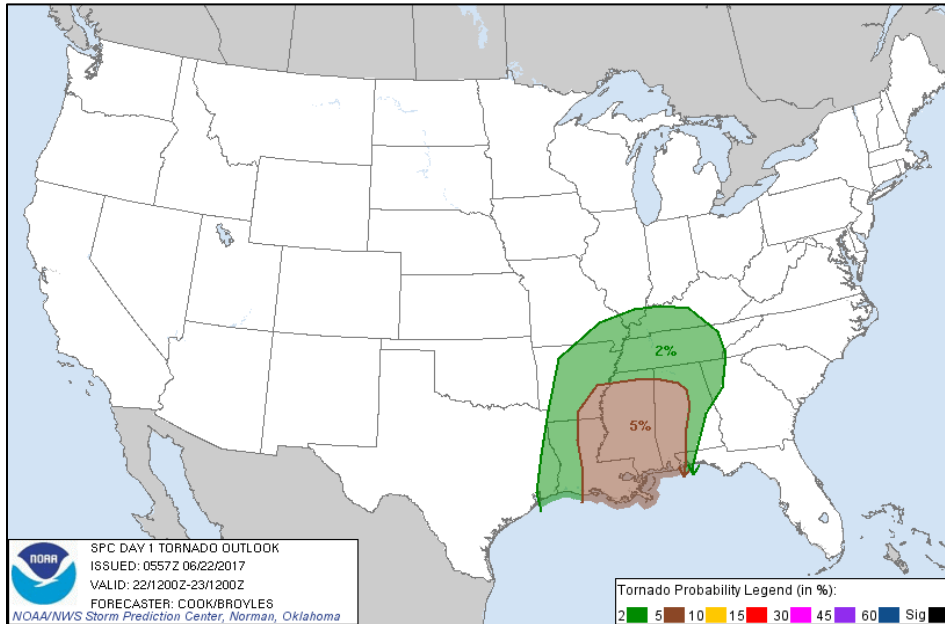 2%
5%
NOAA
SPC DAY 1 TORNADO OUTLOOK
ISSUED: 0557Z 06/22/2017
VALID: 22/1200Z-23/1200Z
FORECASTER: COOK/BROYLES
NOAA/NWS Storm Prediction Center, Norman, Oklahoma
Tornado Probability Legend (in %):
2 5 10 15 30 45 60 Sig